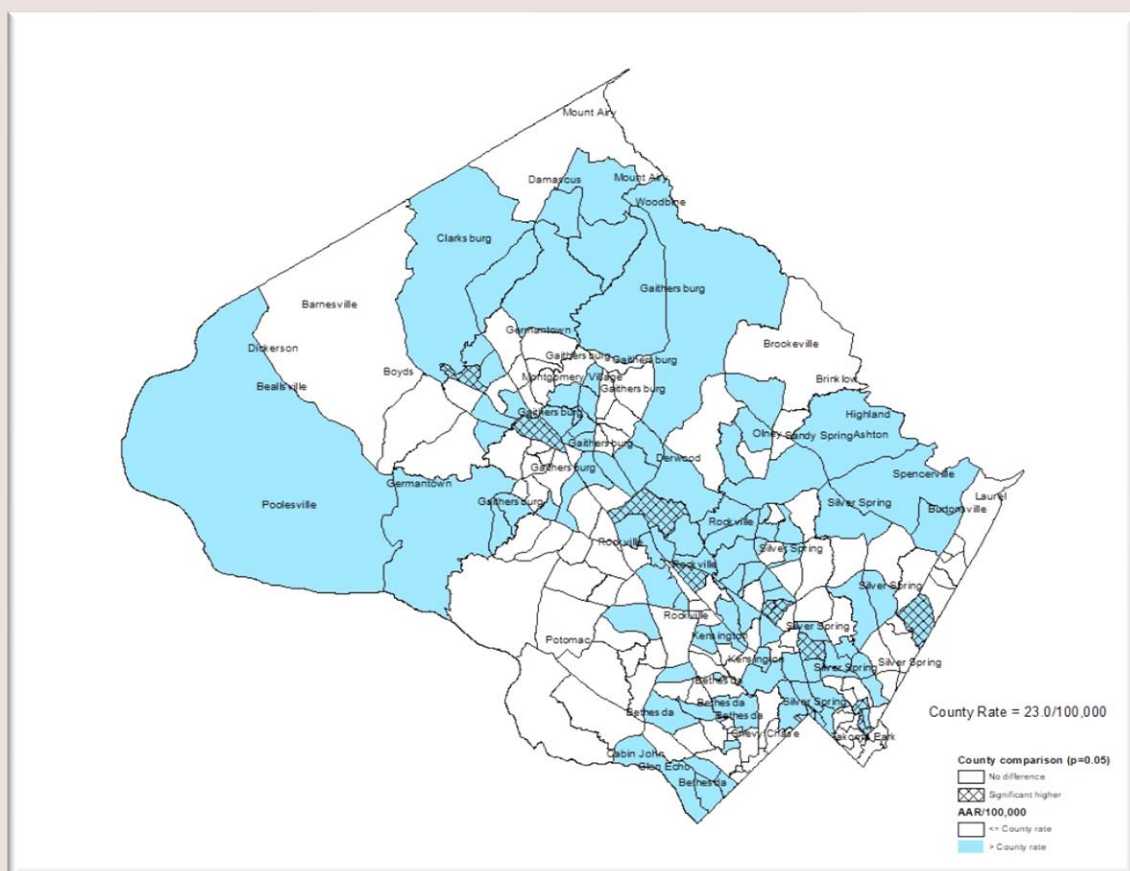 Mount Airy
Damascus
Mount Airy
Woodbine
Clarksburg
Gaithersburg
Barnesville
Germantown
Brookeville
Dickerson
Gaithersburg
Gaithersburg
Boyds
Montgomery Village
Brinklow
Beallsville
Gaithersburg
Gaithersburg
Highland
Olney
Sandy Spring
Ashton
Gaithersburg
Derwood
Gaithersburg
Spencerville
Germantown
Laurel
Poolesville
Gaithersburg
Silver Spring
Burtonsville
Rockville
Rockville
Silver Spring
Rockville
Silver Spring
Rockville
Silver Spring
Potomac
Kensington
Kensington
Silver Spring
Silver Spring
Bethesda
Bethesda
Silver Spring
Bethesda
Bethesda
County Rate = 23.0/100,000
Chevy Chase
Takoma Park
Cabin John
Glen Echo
Bethesda
County comparison (p=0.05)
No difference
Significant higher
AAR/100,000
<= County rate
> County rate